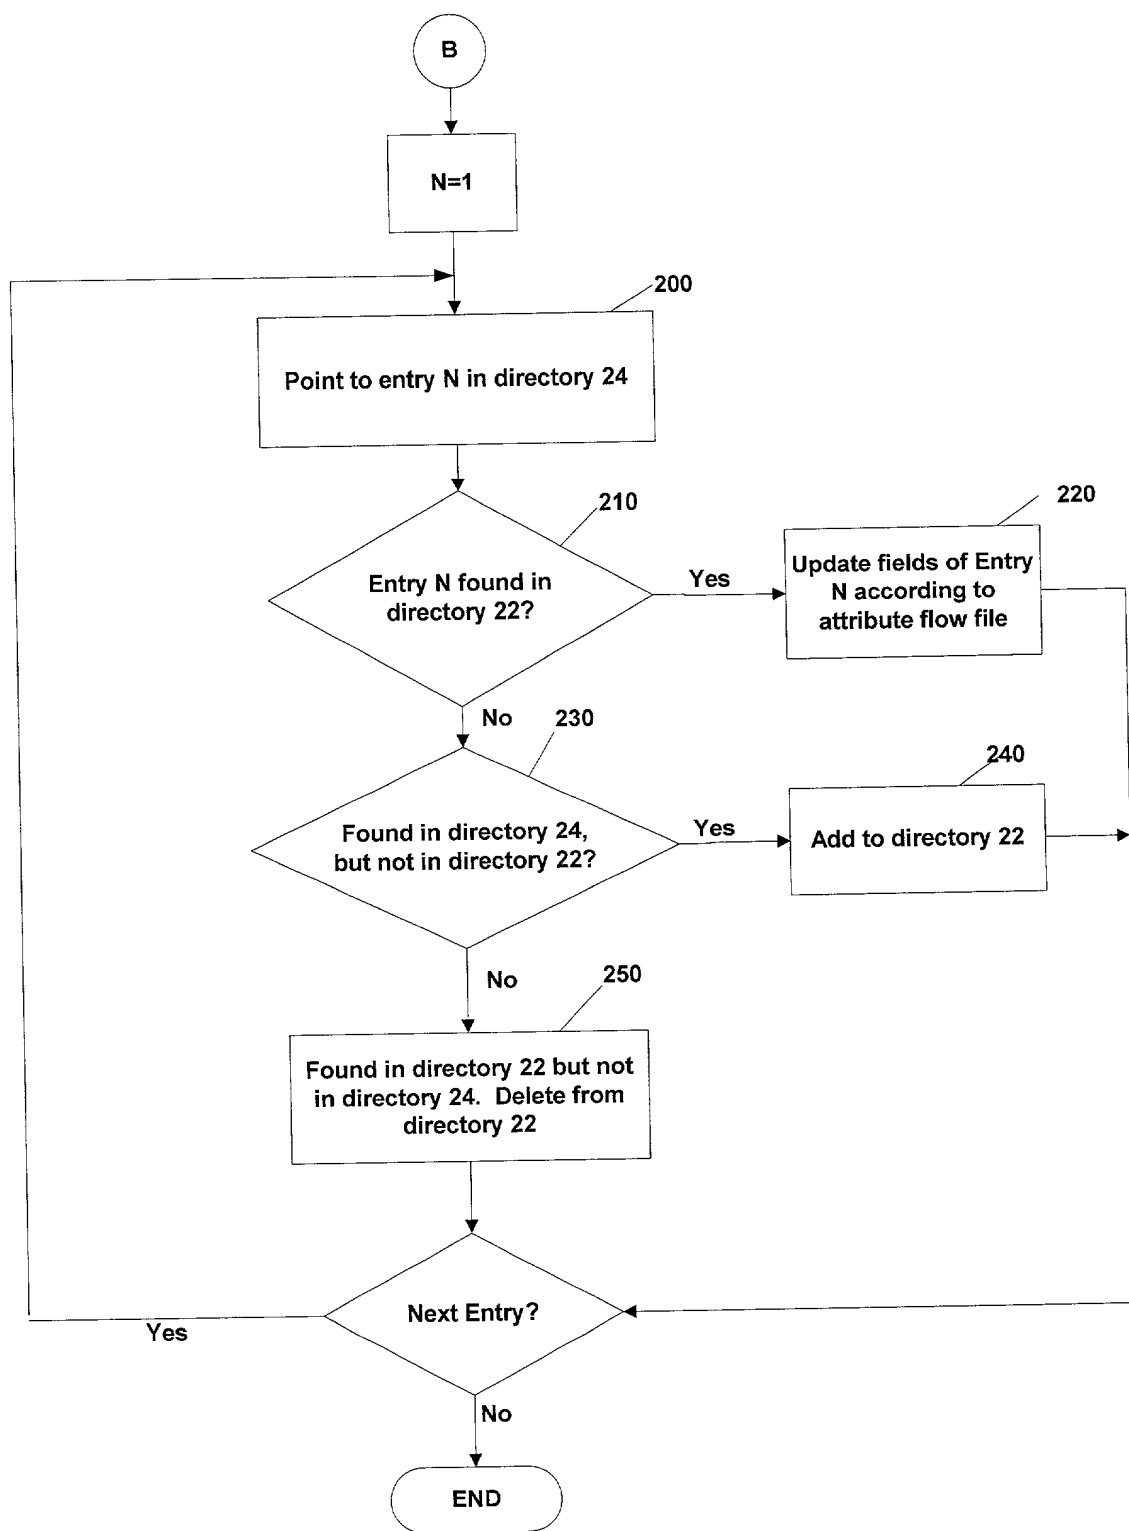 B
N=1
200
Point to entry N in directory 24
210
Entry N found in
directory 22?
Yes
220
Update fields of Entry
N according to
attribute flow file
No
230
Found in directory 24,
but not in directory 22?
Yes
240
Add to directory 22
No
250
Found in directory 22 but not
in directory 24. Delete from
directory 22
Next Entry?
Yes
No
END